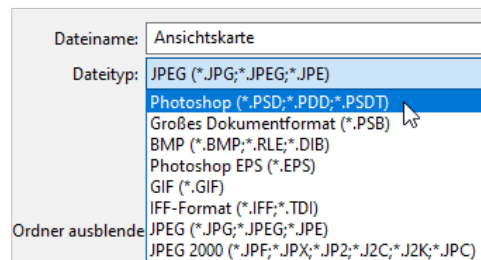 Dateiname: Ansichtskarte
Dateityp: JPEG (*.JPG;*.JPEG;*.JPE)
Photoshop (*.PSD;*.PDD;*.PSDT)
Großes Dokumentformat (*.PSB)
BMP (*.BMP;*.RLE;*.DIB)
Photoshop EPS (*.EPS)
GIF (*.GIF)
IFF-Format (*.IFF;*.TDI)
Ordner ausblende JPEG (*.JPG;*.JPEG;*.JPE)
JPEG 2000 (*.JPF;*.JPX;*.JP2;*.J2C;*.J2K;*.JPC)